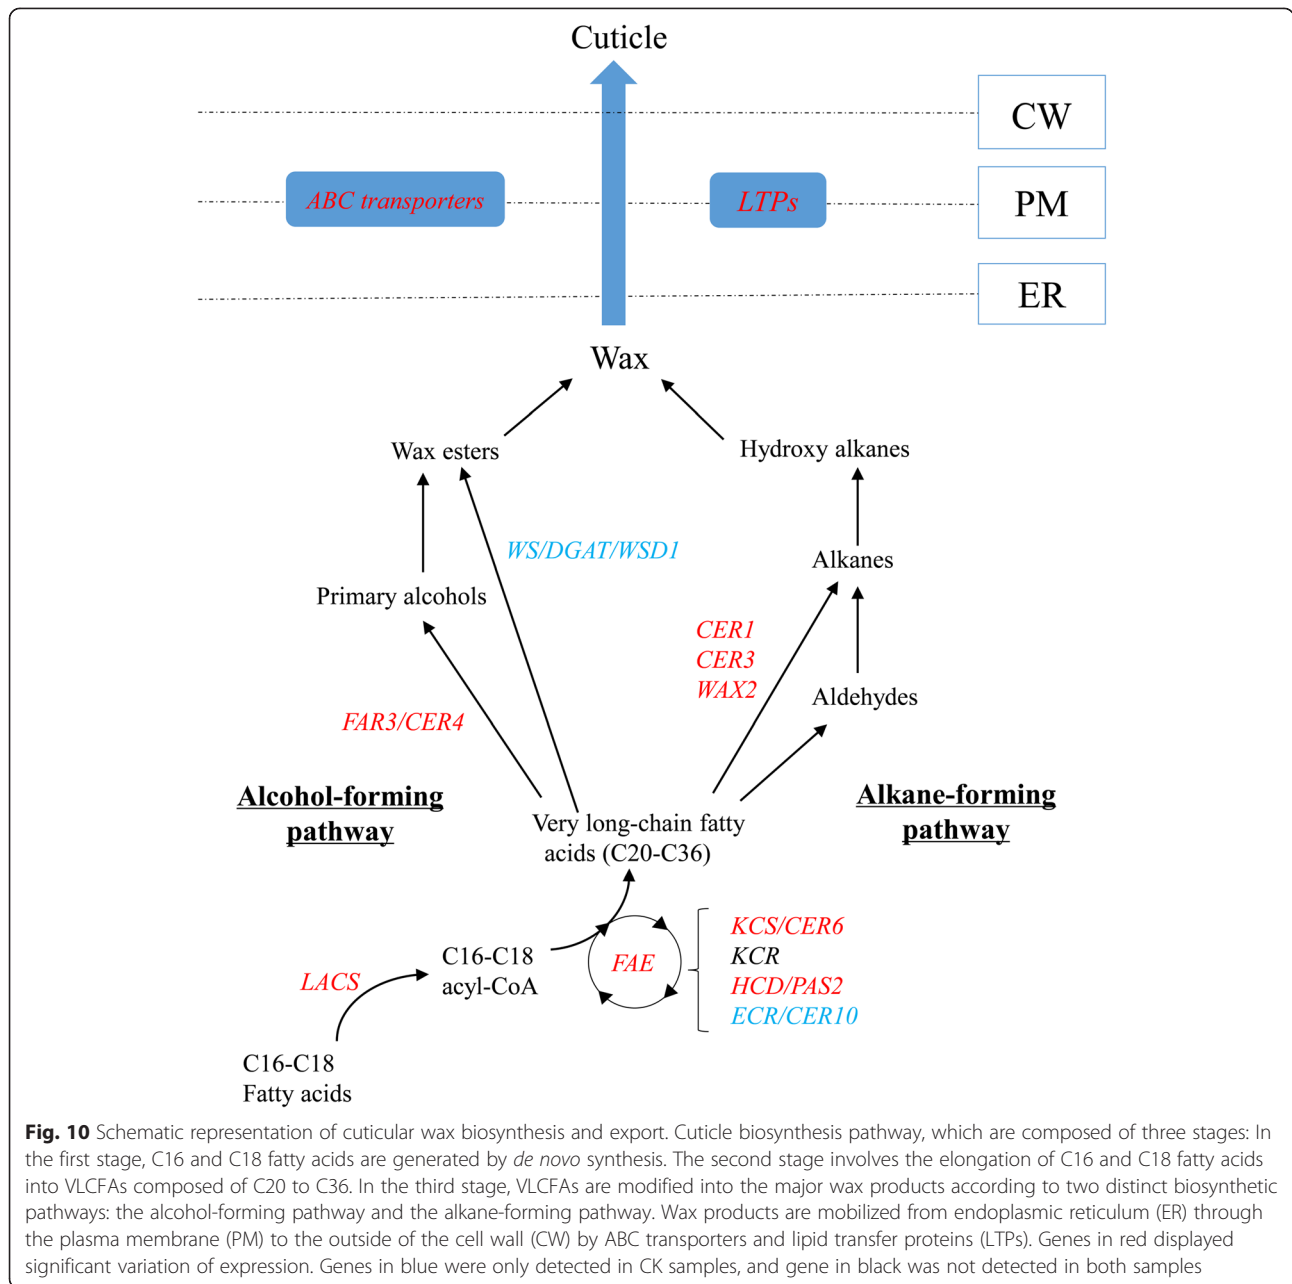 Cuticle
CW
ABC transporters
LTPs
PM
ER
Wax
Wax esters
Hydroxy alkanes
WS/DGAT/WSD1
Alkanes
Primary alcohols
CER1
CER3
WAX2
Aldehydes
FAR3/CER4
Alcohol-forming
pathway
Alkane-forming
pathway
Very long-chain fatty
acids (C20-C36)
KCS/CER6
KCR
HCD/PAS2
ECR/CER10
FAE
C16-C18
acyl-CoA
LACS
C16-C18
Fatty acids
Fig. 10 Schematic representation of cuticular wax biosynthesis and export. Cuticle biosynthesis pathway, which are composed of three stages: In
the first stage, C16 and C18 fatty acids are generated by de novo synthesis. The second stage involves the elongation of C16 and C18 fatty acids
into VLCFAs composed of C20 to C36. In the third stage, VLCFAs are modified into the major wax products according to two distinct biosynthetic
pathways: the alcohol-forming pathway and the alkane-forming pathway. Wax products are mobilized from endoplasmic reticulum (ER) through
the plasma membrane (PM) to the outside of the cell wall (CW) by ABC transporters and lipid transfer proteins (LTPs). Genes in red displayed
significant variation of expression. Genes in blue were only detected in CK samples, and gene in black was not detected in both samples